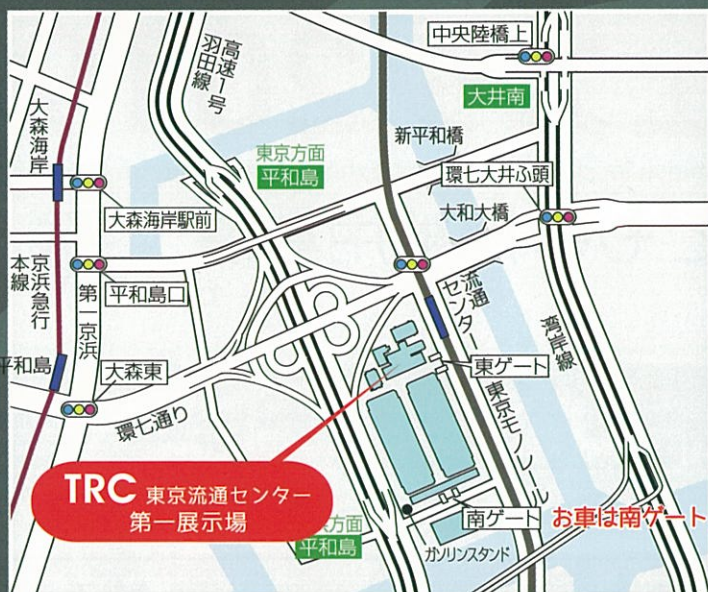 中央陸橋上
高速1号
羽田線
大井南
大森海岸
新平和橋
東京方面
平和島
環七大井ふ頭
大森海岸駅前
大和大橋
平和島口
京浜急行
本線
第一京浜
流通
センター
湾岸線
平和島
大森東
東ゲート
環七通り
東京モノレール
TRC 東京流通センター
第一展示場
方面
平和島
南ゲート
お車は南ゲート
ガソリンスタンド